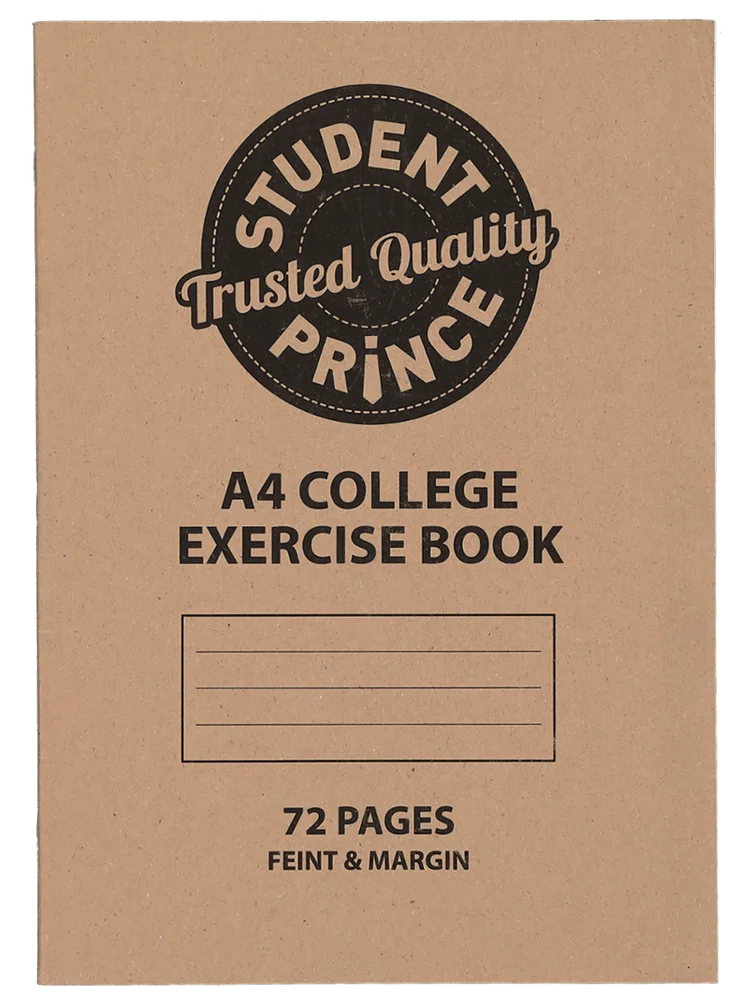 STUDENT
Trusted Quality
PRINCE
A4 COLLEGE
EXERCISE BOOK
72 PAGES
FEINT & MARGIN